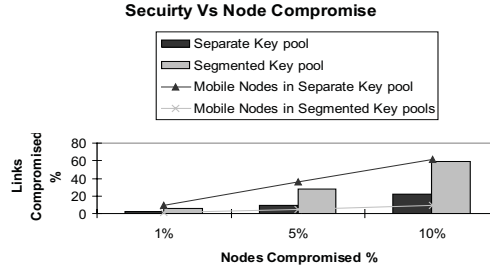 Secuirty Vs Node Compromise
Separate Key pool
Segmented Key pool
Mobile Nodes in Separate Key pool
Mobile Nodes in Segmented Key pools
Links
Compromised
%
80
60
40
20
0
1%
5%
10%
Nodes Compromised %